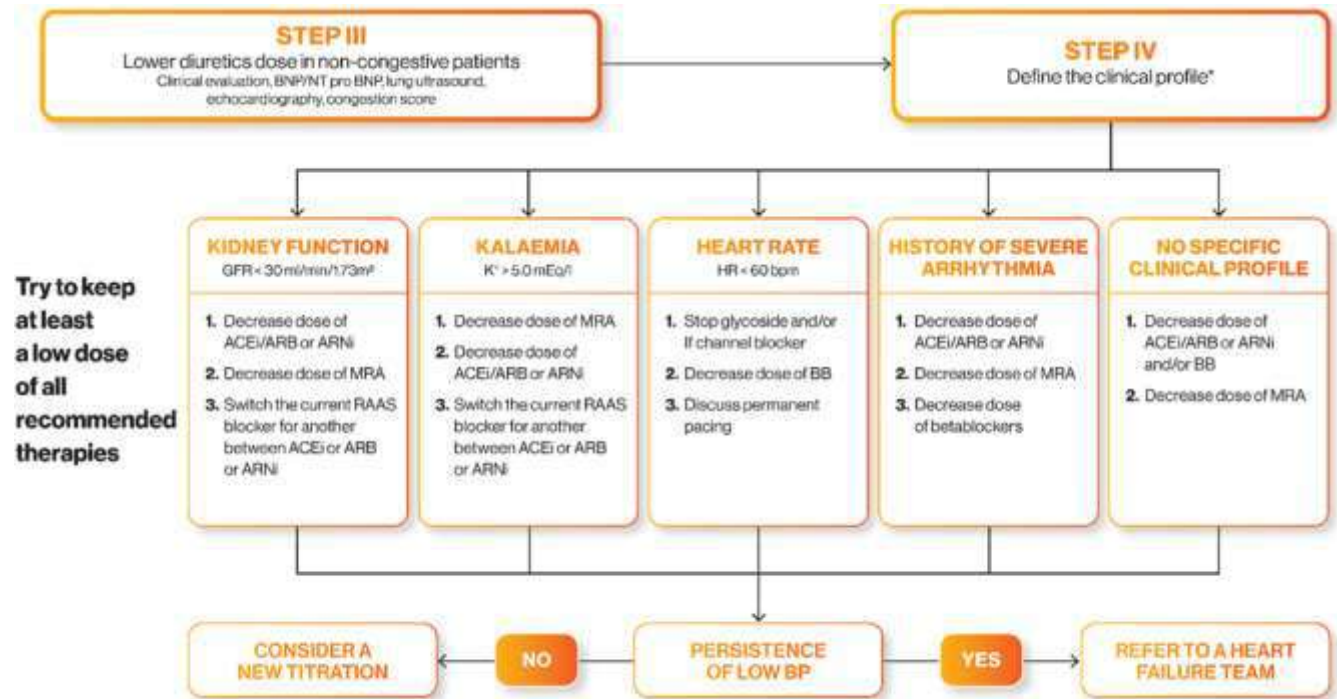 STEP III
Lower diuretics dose in non-congestive patients
Clinical evaluation, BNP/NT pro BNP, lung ultrasound,
echocardiography, congestion score
STEP IV
Define the clinical profile*
Try to keep
at least
a low dose
of all
recommended
therapies
KIDNEY FUNCTION
GFR < 30 ml/min/1.73m²
1. Decrease dose of
ACEi/ARB or ARNi
2. Decrease dose of MRA
3. Switch the current RAAS
blocker for another
between ACEi or ARB
or ARNi
KALAEMIA
K⁺ > 5.0 mEq/l
1. Decrease dose of MRA
2. Decrease dose of
ACEi/ARB or ARNi
3. Switch the current RAAS
blocker for another
between ACEi or ARB
or ARNi
HEART RATE
HR < 60 bpm
1. Stop glycoside and/or
If channel blocker
2. Decrease dose of BB
3. Discuss permanent
pacing
HISTORY OF SEVERE
ARRHYTHMIA
1. Decrease dose of
ACEi/ARB or ARNi
2. Decrease dose of MRA
3. Decrease dose
of betablockers
NO SPECIFIC
CLINICAL PROFILE
1. Decrease dose of
ACEi/ARB or ARNi
and/or BB
2. Decrease dose of MRA
CONSIDER A
NEW TITRATION
NO
PERSISTENCE
OF LOW BP
YES
REFER TO A HEART
FAILURE TEAM